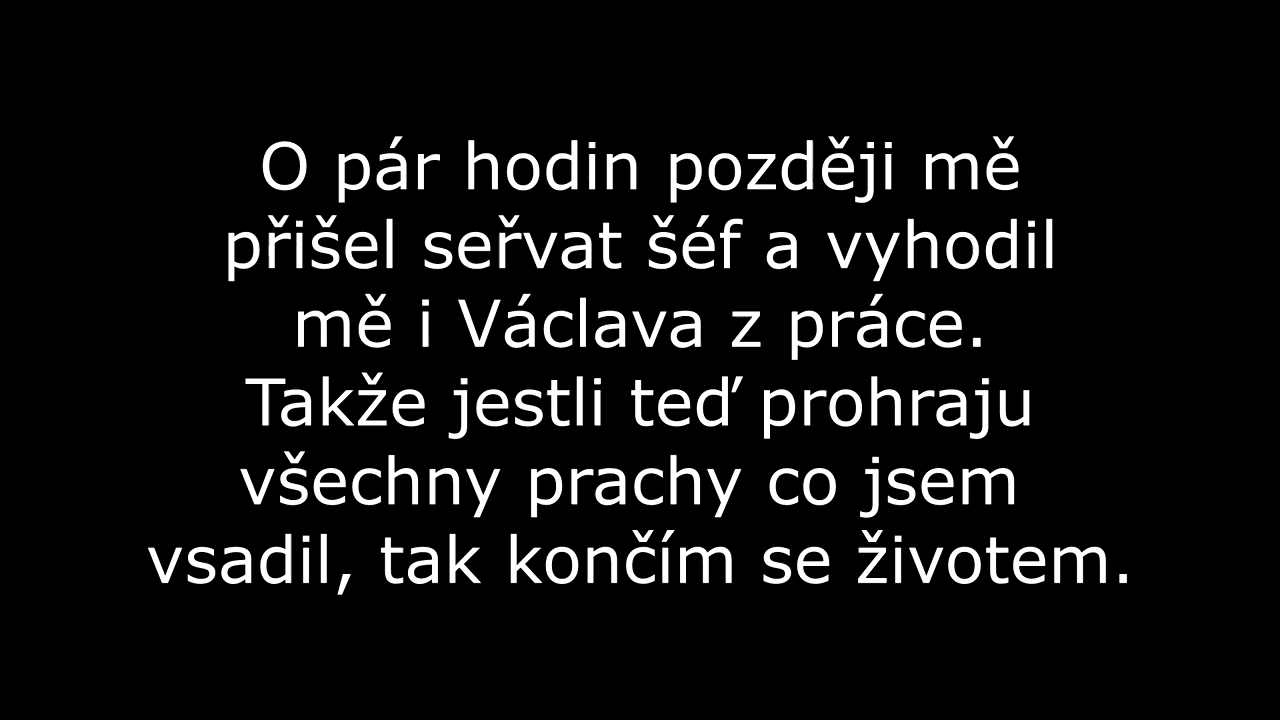 O pár hodin později mě
přišel seřvat šéf a vyhodil
mě i Václava z práce.
Takže jestli teď prohraju
všechny prachy co jsem
vsadil, tak končím se životem.